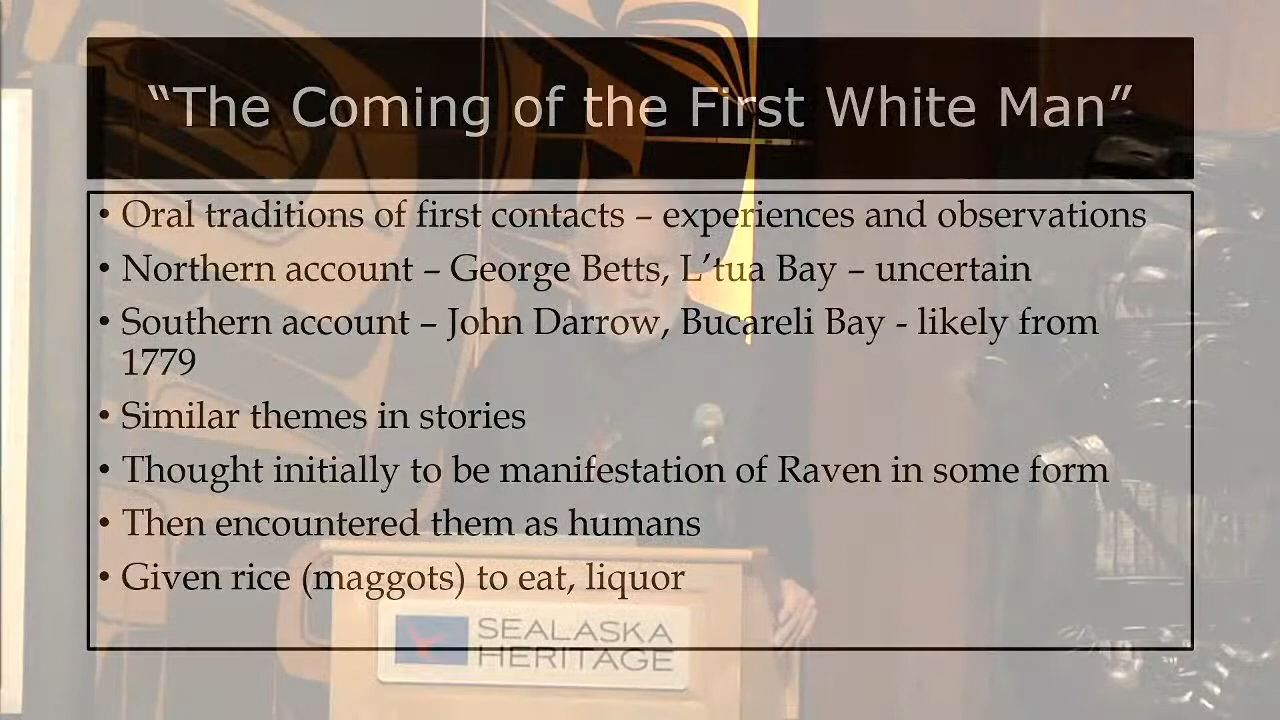 “The Coming of the First White Man”
• Oral traditions of first contacts – experiences and observations
• Northern account – George Betts, L’tua Bay – uncertain
• Southern account – John Darrow, Bucareli Bay - likely from
1779
• Similar themes in stories
• Thought initially to be manifestation of Raven in some form
• Then encountered them as humans
• Given rice (maggots) to eat, liquor
SEALASKA
HERITAGE